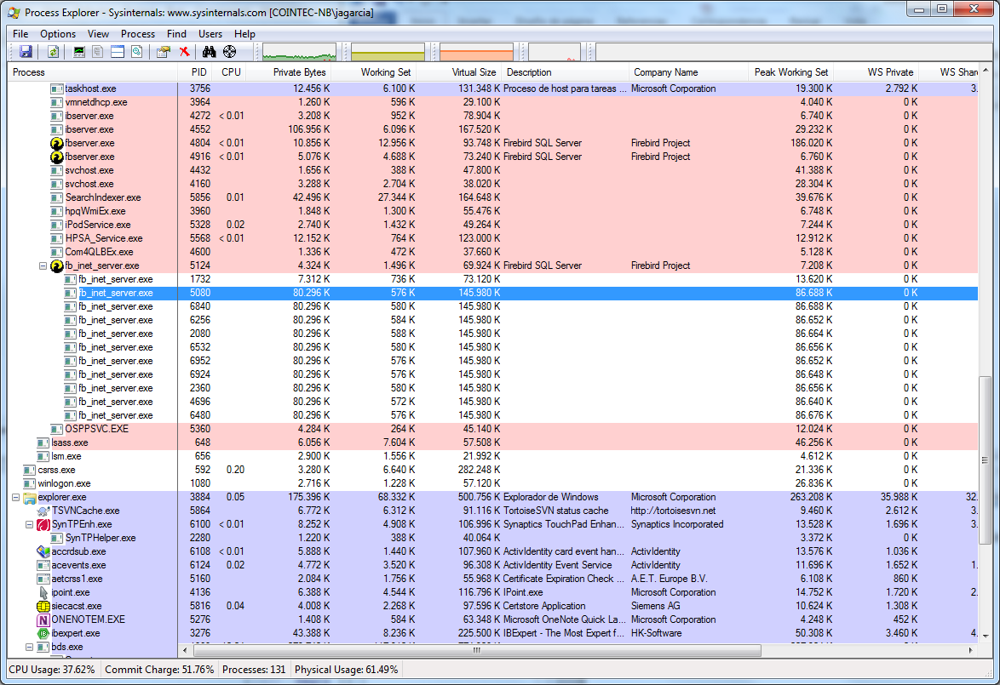 Process Explorer - Sysinternals: www.sysinternals.com [COINTEC-NB\jagarcia]
File Options View Process Find Users Help
Process PID CPU Private Bytes Working Set Virtual Size Description Company Name Peak Working Set WS Private WS Shar
taskhost.exe 3756 12.456 K 6.100 K 131.348 K Proceso de host para tareas ... Microsoft Corporation 19.300 K 2.792 K 3.
vmnetdhcp.exe 3964 1.260 K 596 K 29.100 K 4.040 K 0 K
ibserver.exe 4272 < 0.01 3.208 K 952 K 78.904 K 6.740 K 0 K
ibserver.exe 4552 106.956 K 6.096 K 167.520 K 29.232 K 0 K
fbserver.exe 4804 < 0.01 10.856 K 12.956 K 93.748 K Firebird SQL Server Firebird Project 186.020 K 0 K
fbserver.exe 4916 < 0.01 5.076 K 4.688 K 73.240 K Firebird SQL Server Firebird Project 6.760 K 0 K
svchost.exe 4432 1.656 K 388 K 47.800 K 41.388 K 0 K
svchost.exe 4160 3.288 K 2.704 K 38.020 K 28.304 K 0 K
SearchIndexer.exe 5856 0.01 42.496 K 27.344 K 164.648 K 39.676 K 0 K
hpqWmiEx.exe 3960 1.848 K 1.300 K 55.476 K 6.748 K 0 K
iPodService.exe 5328 0.02 2.740 K 1.432 K 49.264 K 7.244 K 0 K
HPSA_Service.exe 5568 < 0.01 12.152 K 764 K 123.000 K 12.912 K 0 K
Com4QLBEx.exe 4600 1.336 K 472 K 37.660 K 5.128 K 0 K
fb_inet_server.exe 5124 4.324 K 1.496 K 69.924 K Firebird SQL Server Firebird Project 7.208 K 0 K
fb_inet_server.exe 1732 7.312 K 736 K 73.120 K 13.620 K 0 K
fb_inet_server.exe 5080 80.296 K 576 K 145.980 K 86.688 K 0 K
fb_inet_server.exe 6840 80.296 K 580 K 145.980 K 86.688 K 0 K
fb_inet_server.exe 6256 80.296 K 584 K 145.980 K 86.652 K 0 K
fb_inet_server.exe 2080 80.296 K 588 K 145.980 K 86.664 K 0 K
fb_inet_server.exe 6532 80.296 K 580 K 145.980 K 86.656 K 0 K
fb_inet_server.exe 6952 80.296 K 576 K 145.980 K 86.652 K 0 K
fb_inet_server.exe 6924 80.296 K 576 K 145.980 K 86.648 K 0 K
fb_inet_server.exe 2360 80.296 K 580 K 145.980 K 86.656 K 0 K
fb_inet_server.exe 4696 80.296 K 572 K 145.980 K 86.640 K 0 K
fb_inet_server.exe 6480 80.296 K 576 K 145.980 K 86.676 K 0 K
OSPPSVC.EXE 5360 4.284 K 264 K 45.140 K 12.024 K 0 K
lsass.exe 648 6.056 K 7.604 K 57.508 K 46.256 K 0 K
lsm.exe 656 2.900 K 1.556 K 21.992 K 4.612 K 0 K
csrss.exe 592 0.20 3.280 K 6.640 K 282.248 K 21.336 K 0 K
winlogon.exe 1080 2.716 K 1.228 K 57.120 K 26.836 K 0 K
explorer.exe 3884 0.05 175.396 K 68.332 K 500.756 K Explorador de Windows Microsoft Corporation 263.208 K 35.988 K 32.
TSVNCache.exe 5864 6.772 K 6.312 K 91.116 K TortoiseSVN status cache http://tortoisesvn.net 9.460 K 2.612 K 3.
SynTPEnh.exe 6100 < 0.01 8.252 K 4.908 K 106.996 K Synaptics TouchPad Enhan... Synaptics Incorporated 13.528 K 1.696 K 3.
SynTPHelper.exe 2280 1.220 K 388 K 40.064 K 3.372 K 0 K
accrdsub.exe 6108 < 0.01 5.888 K 1.440 K 107.960 K ActivIdentity card event han... ActivIdentity 13.576 K 1.036 K
acevents.exe 6124 0.02 4.772 K 3.520 K 96.308 K ActivIdentity Event Service ActivIdentity 11.696 K 1.652 K 1.
aetcrss1.exe 5160 2.084 K 1.756 K 55.968 K Certificate Expiration Check ... A.E.T. Europe B.V. 6.108 K 860 K
ipoint.exe 4136 6.388 K 4.544 K 116.796 K IPoint.exe Microsoft Corporation 14.752 K 1.720 K 2.
siecacst.exe 5816 0.04 4.008 K 2.268 K 97.596 K Certstore Application Siemens AG 10.624 K 1.308 K
ONENOTEM.EXE 5276 1.408 K 584 K 63.348 K Microsoft OneNote Quick La... Microsoft Corporation 4.248 K 452 K
ibexpert.exe 3276 43.388 K 8.236 K 225.500 K IBExpert - The Most Expert f... HK-Software 50.308 K 3.460 K 4.
bds.exe
CPU Usage: 37.62% Commit Charge: 51.76% Processes: 131 Physical Usage: 61.49%